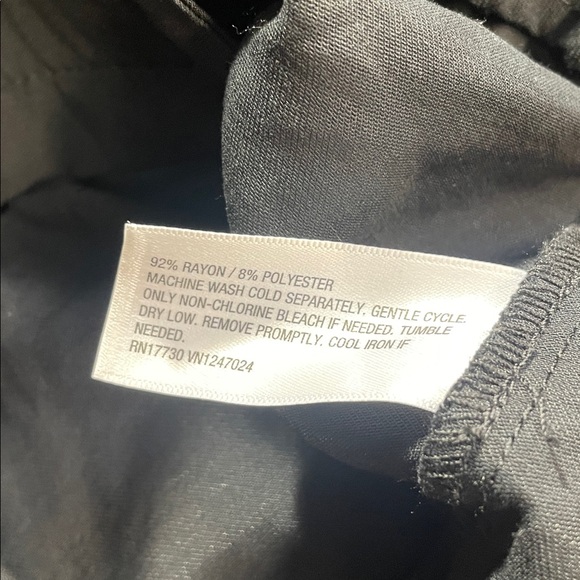 92% RAYON / 8% POLYESTER
MACHINE WASH COLD SEPARATELY. GENTLE CYCLE.
ONLY NON-CHLORINE BLEACH IF NEEDED. TUMBLE
DRY LOW. REMOVE PROMPTLY. COOL IRON IF
NEEDED.
RN17730 VN1247024